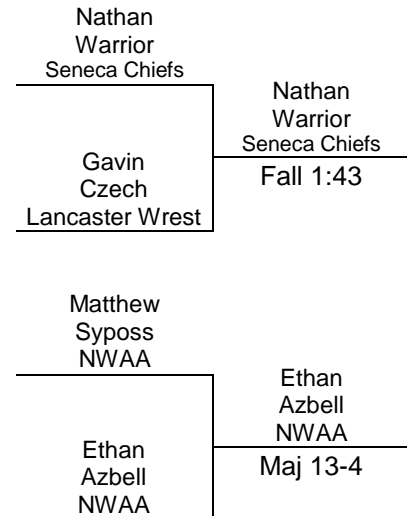 Nathan
Warrior
Seneca Chiefs
Gavin
Czech
Lancaster Wrest
Nathan
Warrior
Seneca Chiefs
Fall 1:43
Matthew
Syposs
NWAA
Ethan
Azbell
NWAA
Ethan
Azbell
NWAA
Maj 13-4